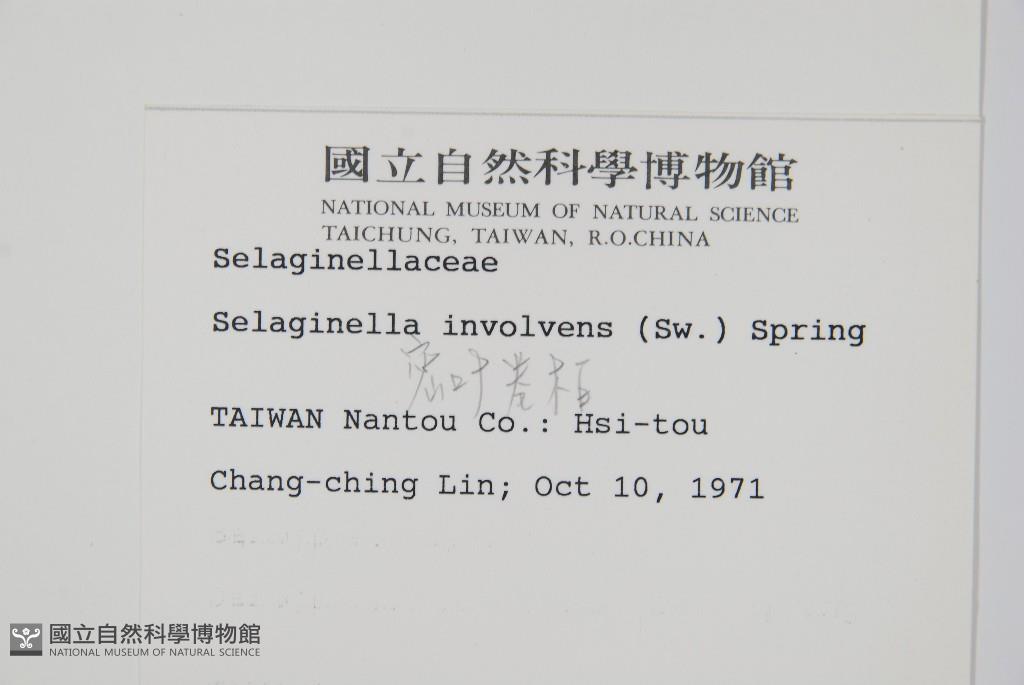 國立自然科學博物館
NATIONAL MUSEUM OF NATURAL SCIENCE
TAICHUNG, TAIWAN, R.O.CHINA
Selaginellaceae
Selaginella involvens (Sw.) Spring
密叶卷柏
TAIWAN Nantou Co.: Hsi-tou
Chang-ching Lin; Oct 10, 1971
國立自然科學博物館
NATIONAL MUSEUM OF NATURAL SCIENCE